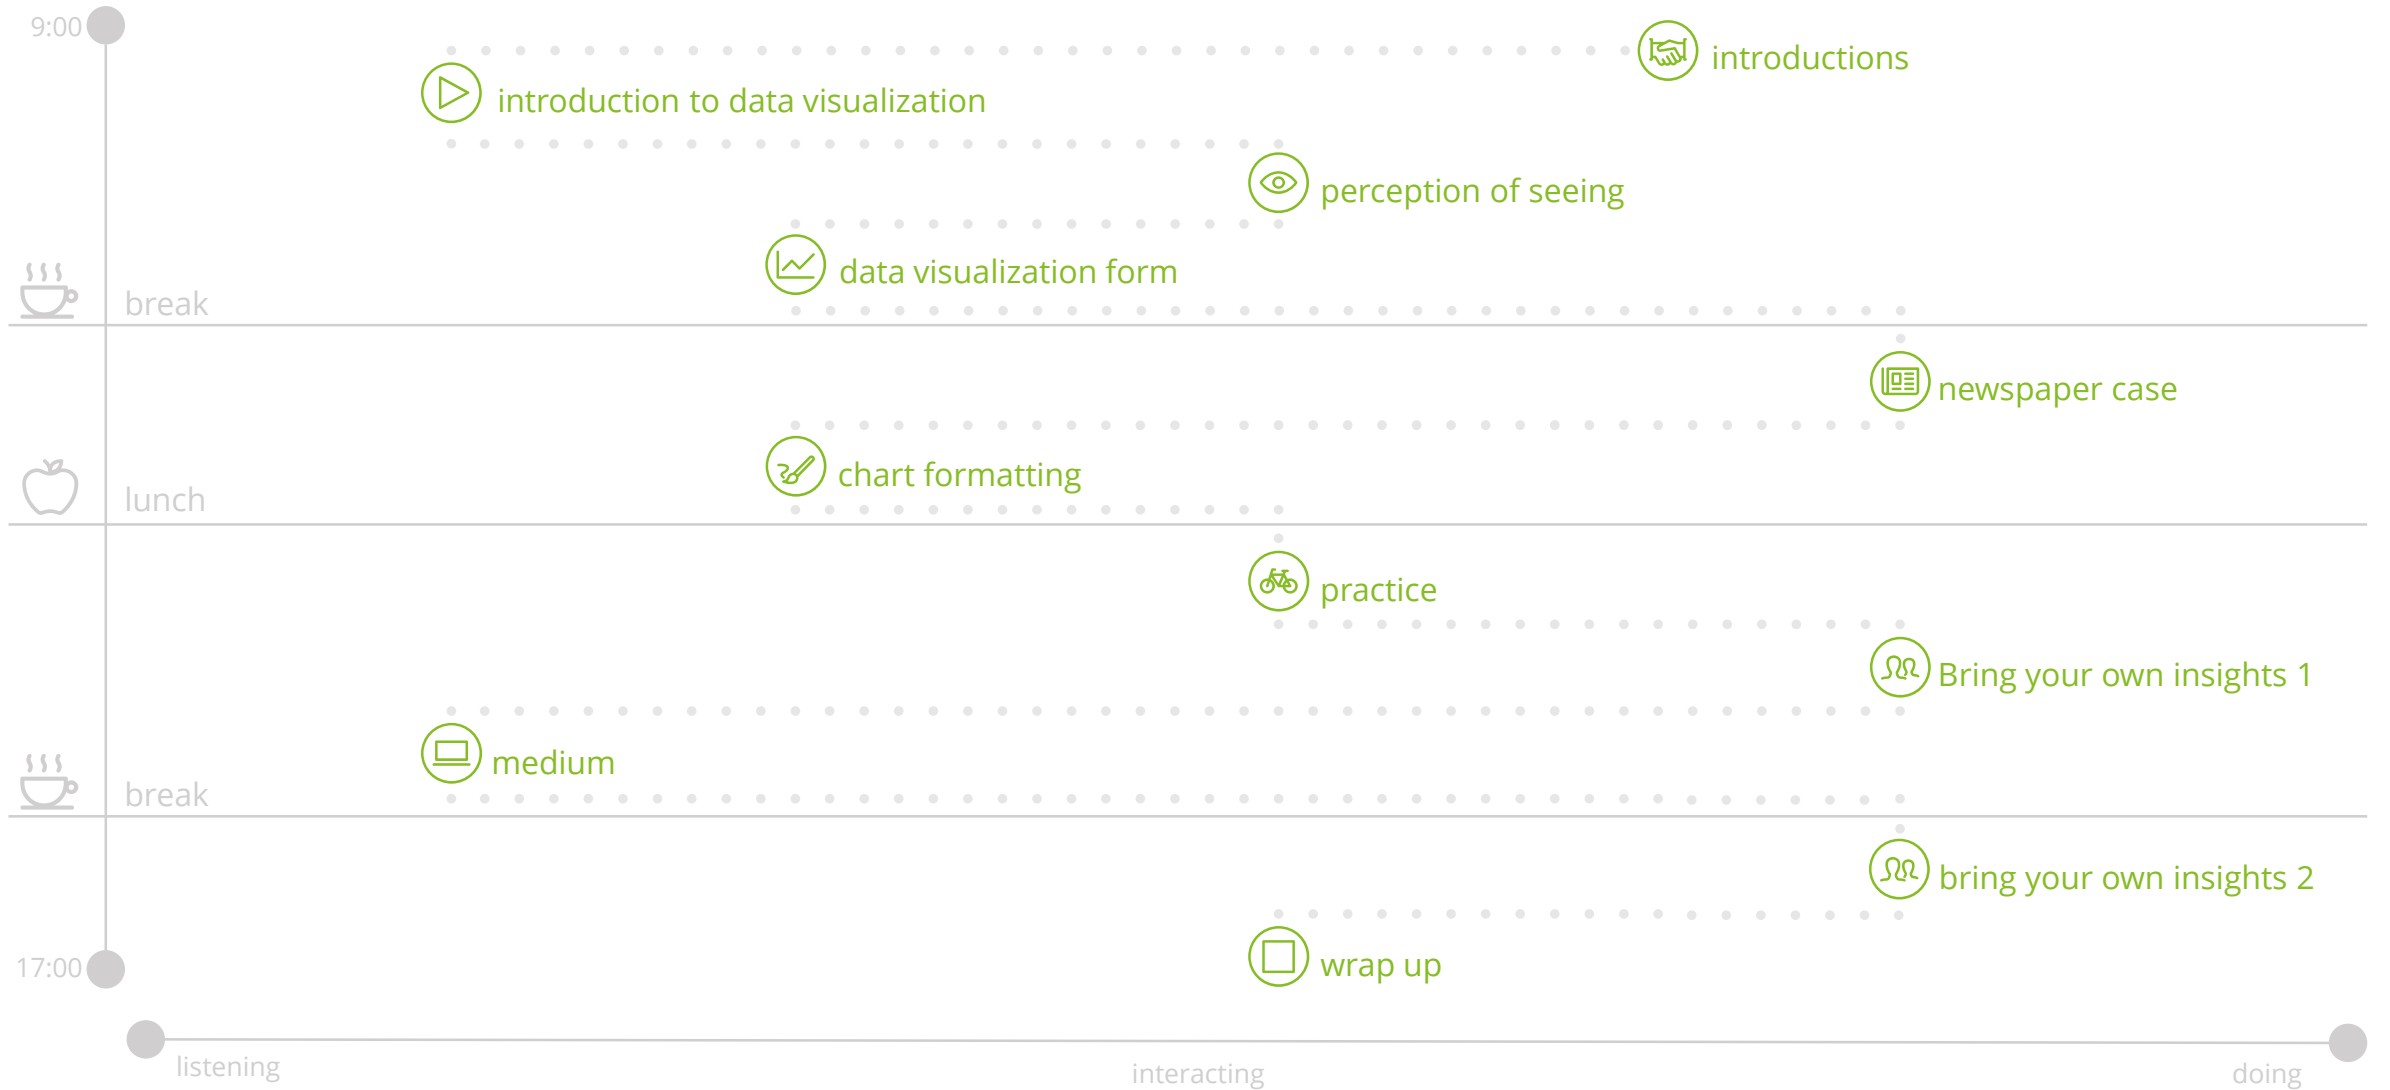 9:00
introductions
introduction to data visualization
perception of seeing
data visualization form
break
newspaper case
chart formatting
lunch
practice
Bring your own insights 1
medium
break
bring your own insights 2
wrap up
17:00
listening
interacting
doing